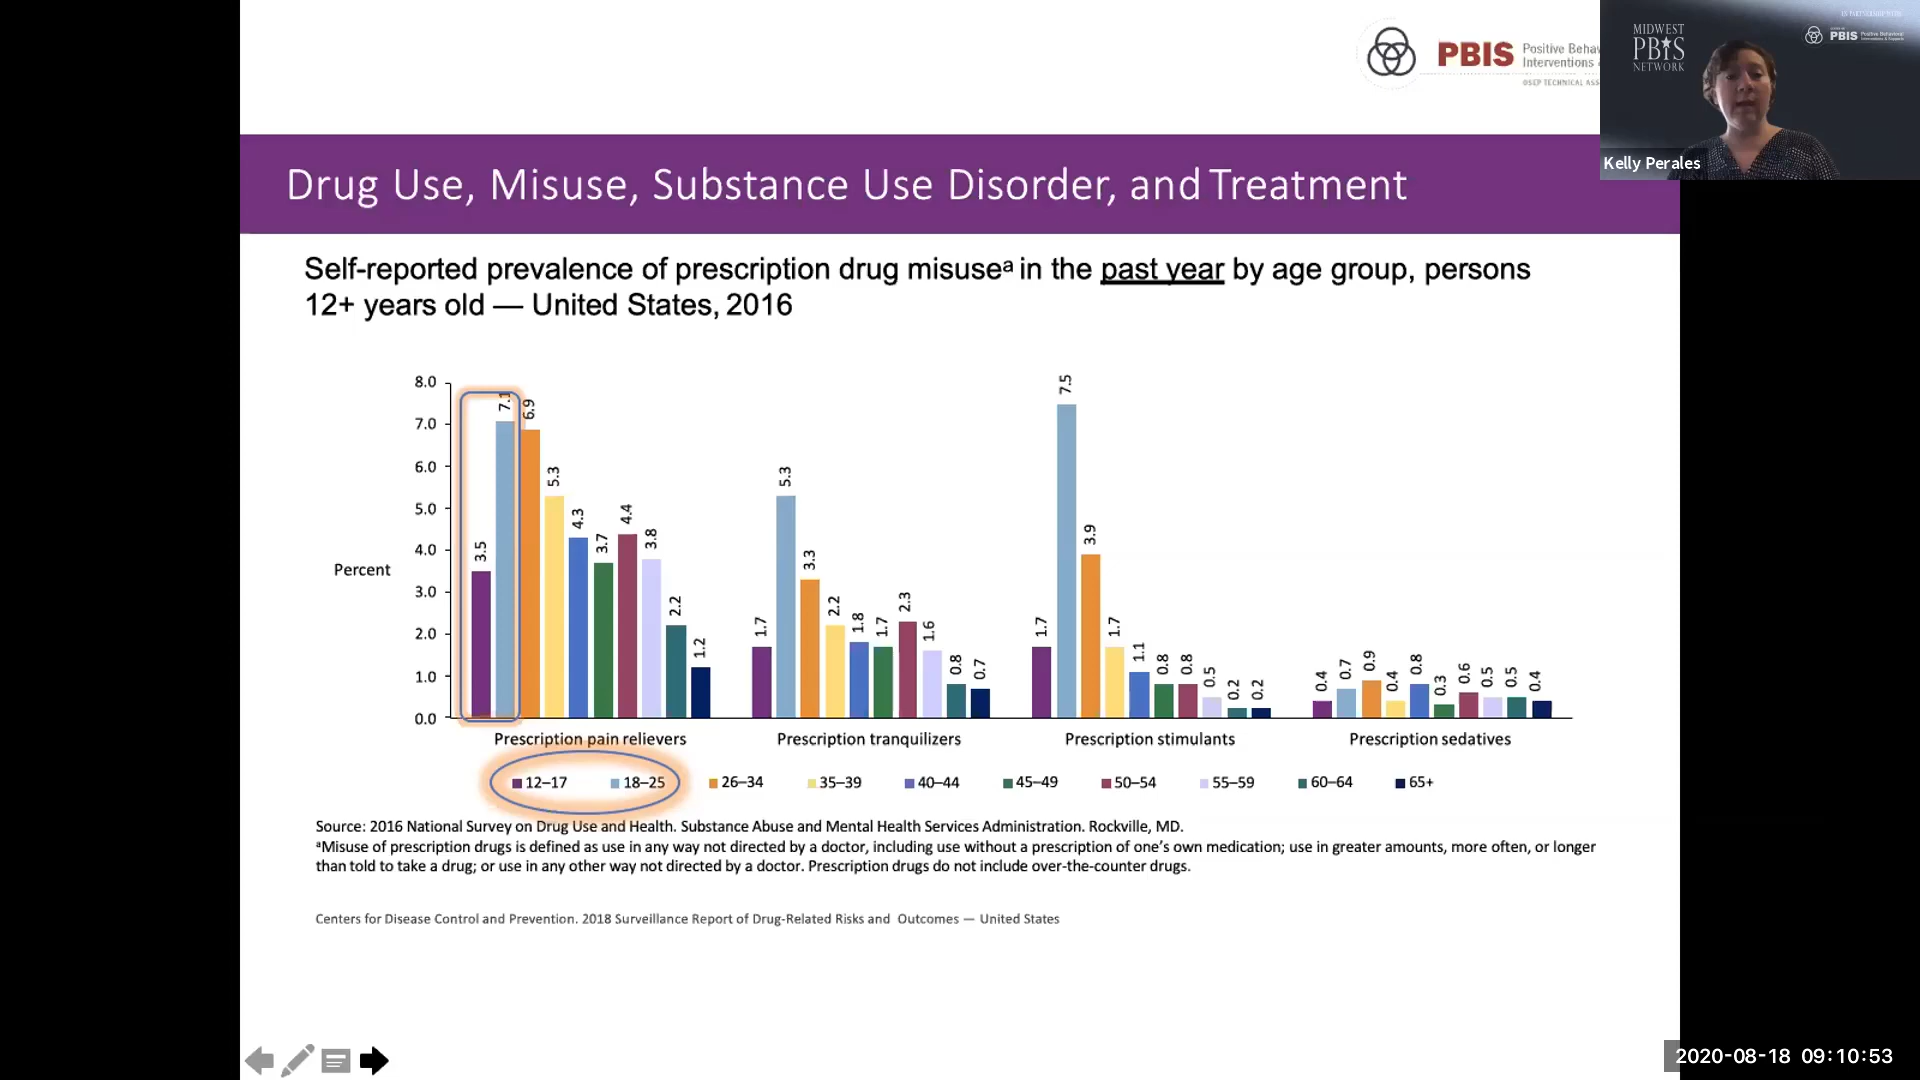 PBIS
Positive Behav
Interventions
OSEP TECHNICAL ASS
MIDWEST
PBIS
NETWORK
PBIS
Kelly Perales
Drug Use, Misuse, Substance Use Disorder, and Treatment
Self-reported prevalence of prescription drug misuseᵃ in the past year by age group, persons
12+ years old — United States, 2016
Percent
8.0
7.0
6.0
5.0
4.0
3.0
2.0
1.0
0.0
3.5 7.1 6.9 5.3 4.3 3.7 4.4 3.8 2.2 1.2
1.7 5.3 3.3 2.2 1.8 1.7 2.3 1.6 0.8 0.7
1.7 7.5 3.9 1.7 1.1 0.8 0.8 0.5 0.2 0.2
0.4 0.7 0.9 0.4 0.8 0.3 0.6 0.5 0.5 0.4
Prescription pain relievers Prescription tranquilizers Prescription stimulants Prescription sedatives
12–17 18–25 26–34 35–39 40–44 45–49 50–54 55–59 60–64 65+
Source: 2016 National Survey on Drug Use and Health. Substance Abuse and Mental Health Services Administration. Rockville, MD.
ᵃMisuse of prescription drugs is defined as use in any way not directed by a doctor, including use without a prescription of one's own medication; use in greater amounts, more often, or longer
than told to take a drug; or use in any other way not directed by a doctor. Prescription drugs do not include over-the-counter drugs.
Centers for Disease Control and Prevention. 2018 Surveillance Report of Drug-Related Risks and Outcomes — United States
2020-08-18 09:10:53